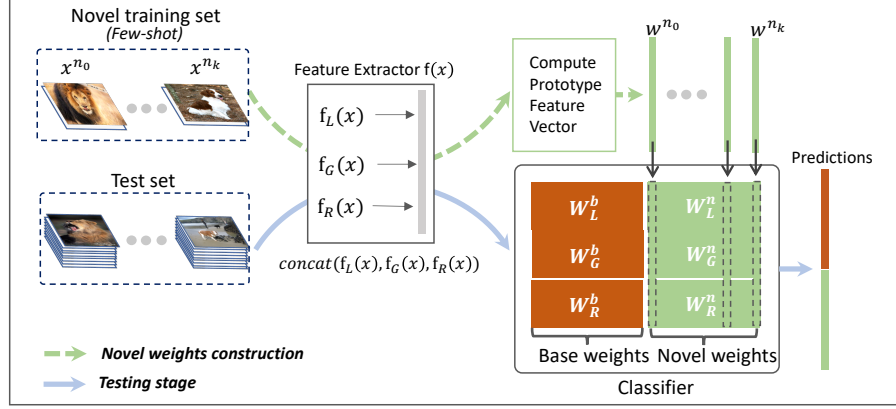 Novel training set
(Few-shot)
x^{n_0}
x^{n_k}
Feature Extractor f(x)
f_L(x)
f_G(x)
f_R(x)
concat(f_L(x), f_G(x), f_R(x))
Test set
Compute
Prototype
Feature
Vector
w^{n_0}
w^{n_k}
Predictions
W_L^b
W_L^n
W_G^b
W_G^n
W_R^b
W_R^n
Base weights
Novel weights
Classifier
Novel weights construction
Testing stage